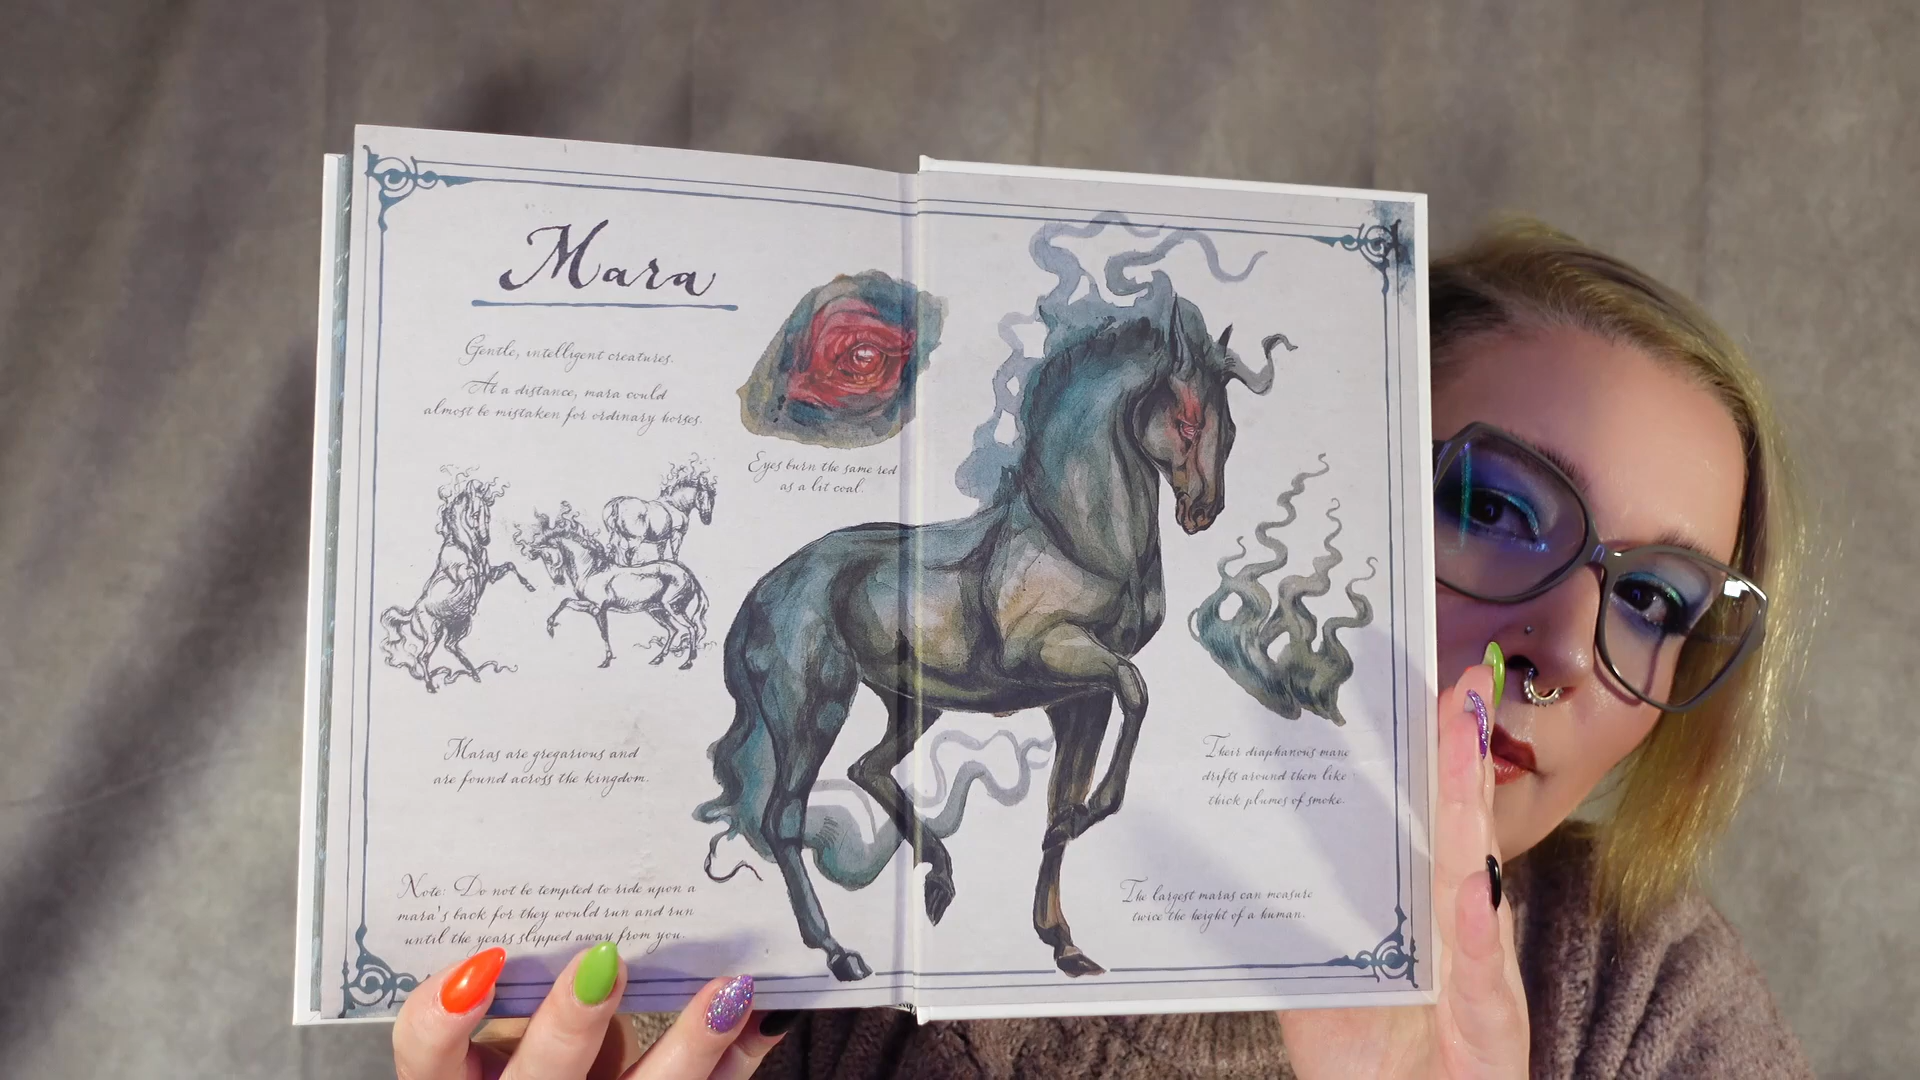 Mara
Gentle, intelligent creatures.
At a distance, mara could
almost be mistaken for ordinary horses.
Eyes burn the same red
as a lit coal.
Maras are gregarious and
are found across the kingdom.
Note: Do not be tempted to ride upon a
mara's back for they would run and run
until the years slipped away from you.
Their diaphanous mane
drifts around them like
thick plumes of smoke.
The largest maras can measure
twice the height of a human.